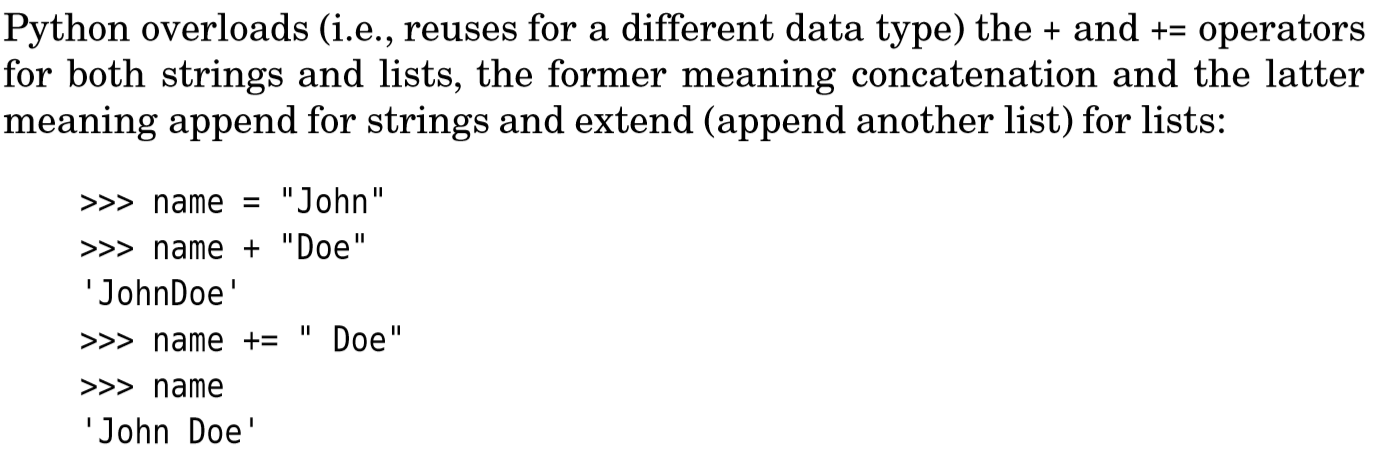 Python overloads (i.e., reuses for a different data type) the + and += operators
for both strings and lists, the former meaning concatenation and the latter
meaning append for strings and extend (append another list) for lists:
>>> name = "John"
>>> name + "Doe"
'JohnDoe'
>>> name += " Doe"
>>> name
'John Doe'